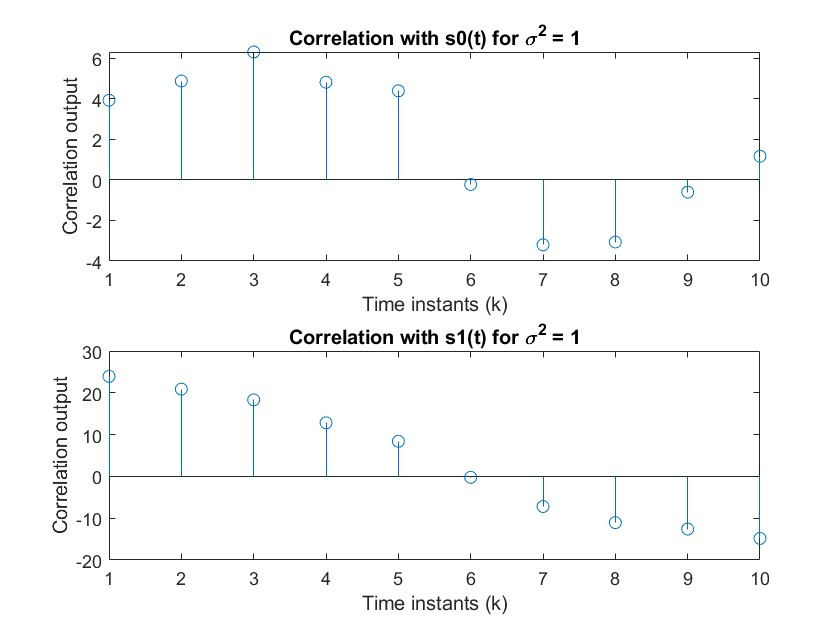 Correlation with s0(t) for σ² = 1
Correlation output
6
4
2
0
-2
-4
1 2 3 4 5 6 7 8 9 10
Time instants (k)
Correlation with s1(t) for σ² = 1
Correlation output
30
20
10
0
-10
-20
1 2 3 4 5 6 7 8 9 10
Time instants (k)